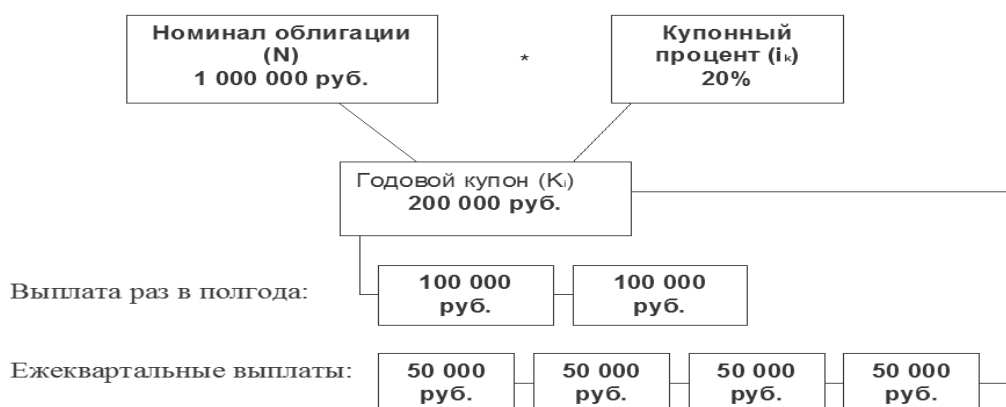 Номинал облигации
(N)
1 000 000 руб.
*
Купонный
процент (iₖ)
20%
Годовой купон (Kᵢ)
200 000 руб.
Выплата раз в полгода:
100 000
руб.
100 000
руб.
Ежеквартальные выплаты:
50 000
руб.
50 000
руб.
50 000
руб.
50 000
руб.